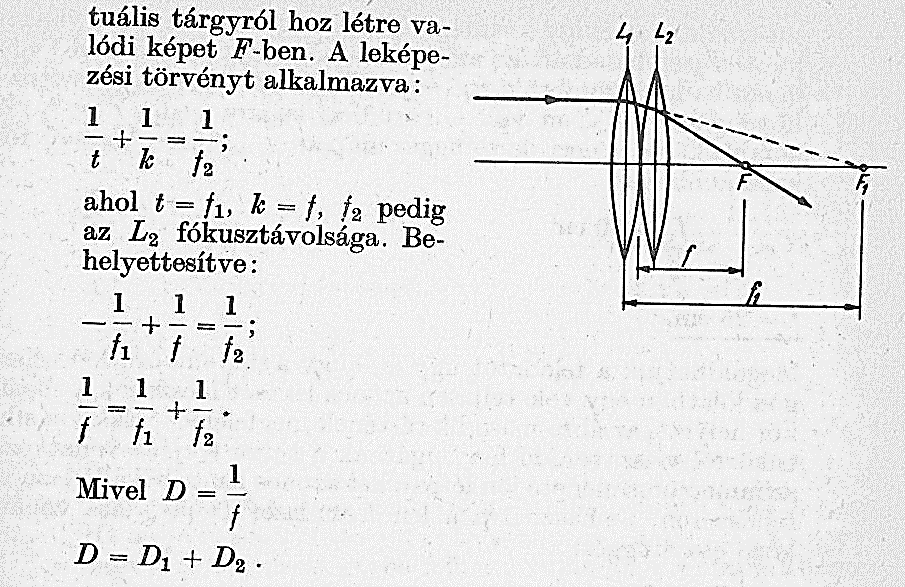 tuális tárgyról hoz létre va-
lódi képet F-ben. A leképe-
zési törvényt alkalmazva:
1/t + 1/k = 1/f₂;
ahol t = f₁, k = f, f₂ pedig
az L₂ fókusztávolsága. Be-
helyettesítve:
− 1/f₁ + 1/f = 1/f₂;
1/f = 1/f₁ + 1/f₂.
Mivel D = 1/f
D = D₁ + D₂.
L₁ L₂
F F₁
f
f₁